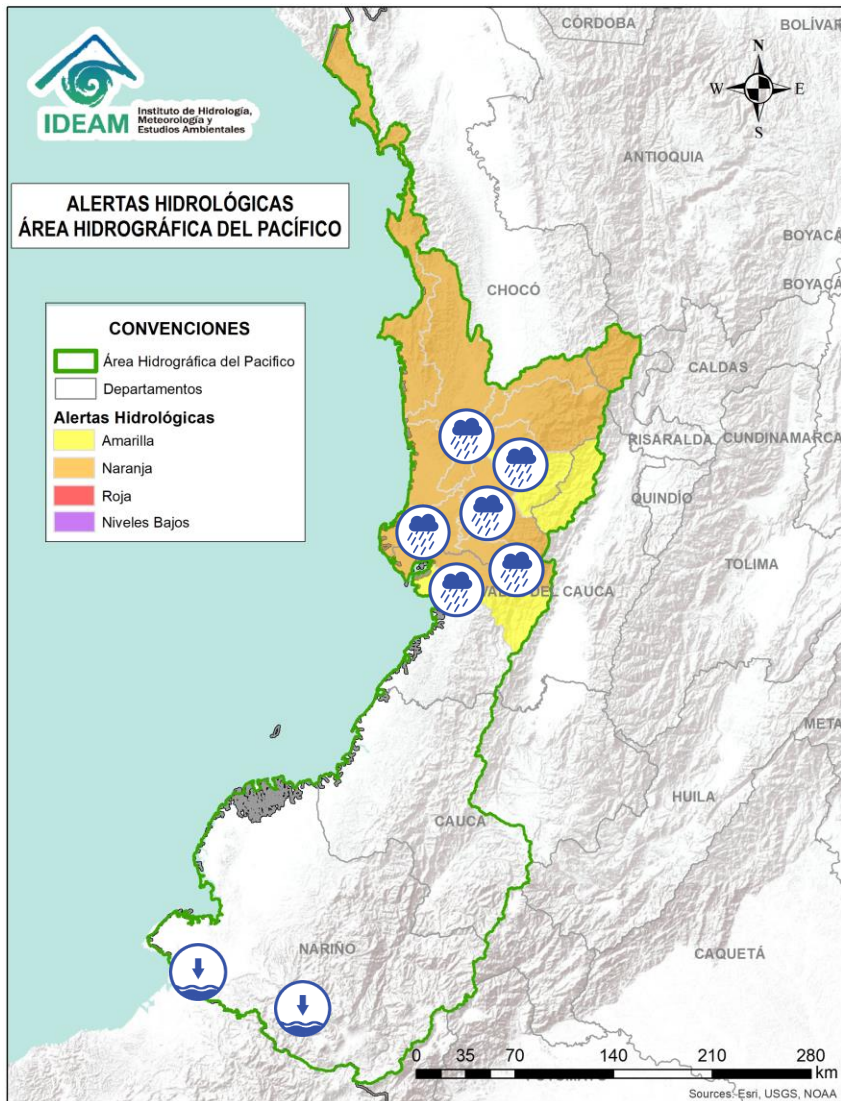 IDEAM
Instituto de Hidrología,
Meteorología y
Estudios Ambientales
ALERTAS HIDROLÓGICAS
ÁREA HIDROGRÁFICA DEL PACÍFICO
CONVENCIONES
Área Hidrográfica del Pacifico
Departamentos
Alertas Hidrológicas
Amarilla
Naranja
Roja
Niveles Bajos
N
W
E
S
CÓRDOBA
BOLÍVAR
ANTIOQUIA
BOYACÁ
BOYACÁ
CHOCÓ
CALDAS
RISARALDA
CUNDINAMARCA
QUINDÍO
TOLIMA
DEL CAUCA
META
HUILA
CAUCA
NARIÑO
CAQUETÁ
0 35 70 140 210 280
km
Sources: Esri, USGS, NOAA